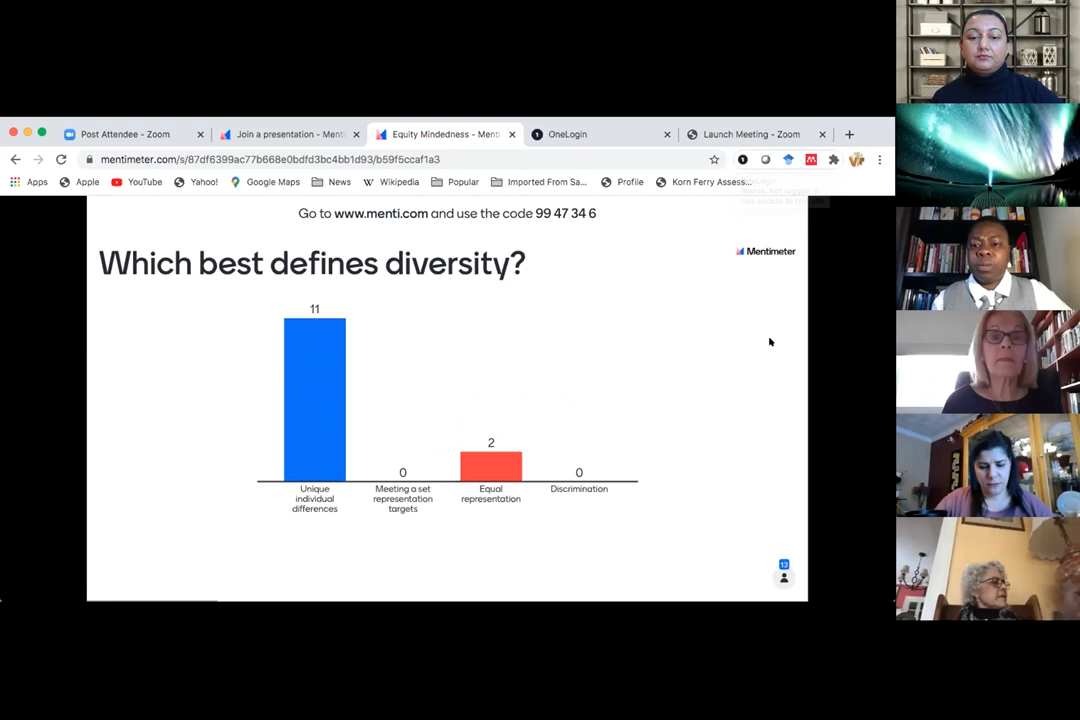 Post Attendee - Zoom
Join a presentation - Menti
Equity Mindedness - Menti
OneLogin
Launch Meeting - Zoom
mentimeter.com/s/87df6399ac77b668e0bdfd3bc4bb1d93/b59f5ccaf1a3
Apps
Apple
YouTube
Yahoo!
Google Maps
News
Wikipedia
Popular
Imported From Sa...
Profile
Korn Ferry Assess...
Go to www.menti.com and use the code 99 47 34 6
Mentimeter
Which best defines diversity?
11
0
2
0
Unique
individual
differences
Meeting a set
representation
targets
Equal
representation
Discrimination
13